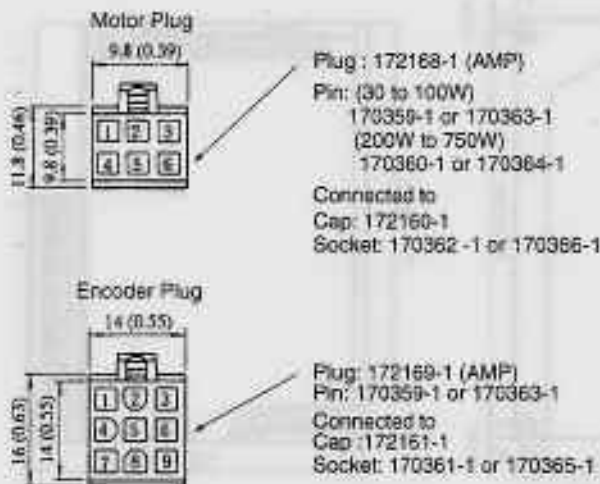 Motor Plug
9.8 (0.39)
11.8 (0.46)
9.8 (0.39)
1 2 3
4 5 6
Plug : 172168-1 (AMP)
Pin: (30 to 100W)
170359-1 or 170363-1
(200W to 750W)
170360-1 or 170364-1
Connected to
Cap: 172160-1
Socket: 170362 -1 or 170366-1
Encoder Plug
14 (0.55)
16 (0.63)
14 (0.55)
1 2 3
4 5 6
7 8 9
Plug: 172169-1 (AMP)
Pin: 170359-1 or 170363-1
Connected to
Cap :172161-1
Socket: 170361-1 or 170365-1